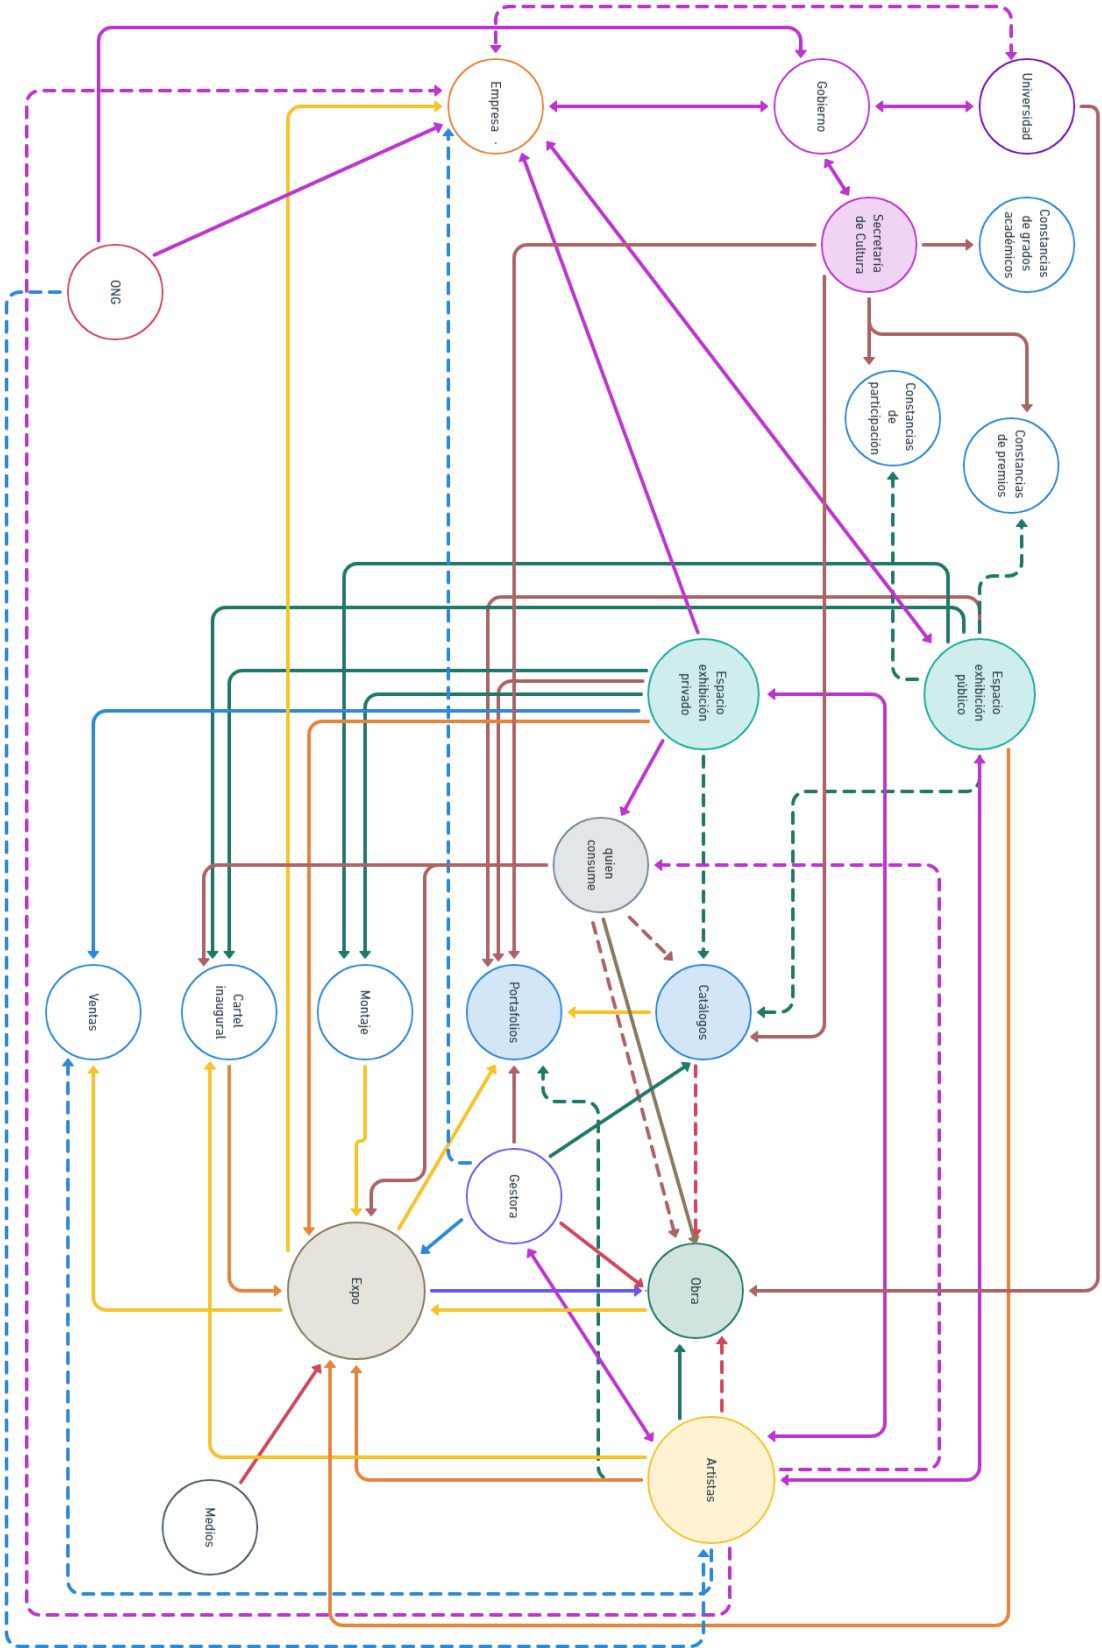 Empresa .
Gobierno
Universidad
Secretaría
de Cultura
Constancias
de grados
académicos
ONG
Constancias
de
participación
Constancias
de premios
Espacio
exhibición
privado
Espacio
exhibición
público
quien
consume
Ventas
Cartel
inaugural
Montaje
Portafolios
Catálogos
Gestora
Expo
Obra
Artistas
Medios